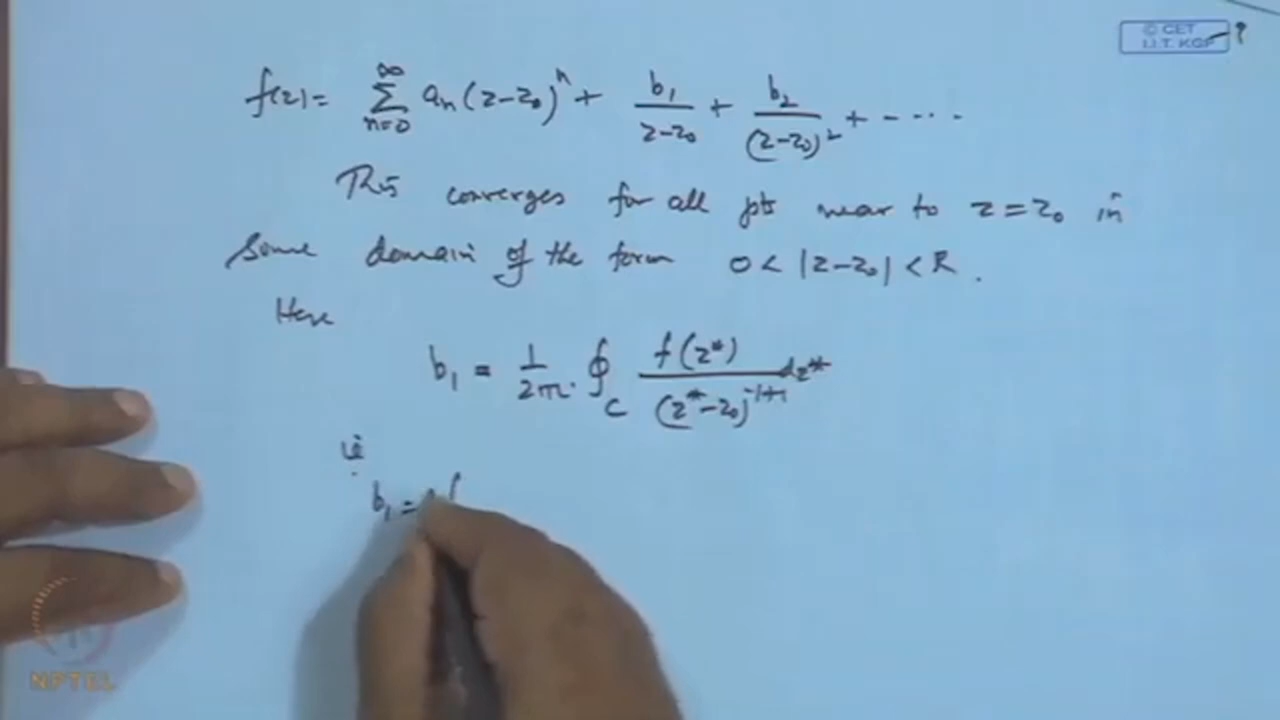 © CET
I.I.T. KGP
f(z) = ∑_{n=0}^{∞} a_n (z-z_0)^n + b_1/(z-z_0) + b_2/(z-z_0)^2 + -----
This converges for all pts near to z=z_0 in
some domain of the form 0 < |z-z_0| < R.
Here
b_1 = 1/(2πi) ∮_C f(z*)/(z*-z_0)^{-1+1} dz*
ie
b_1 =
NPTEL